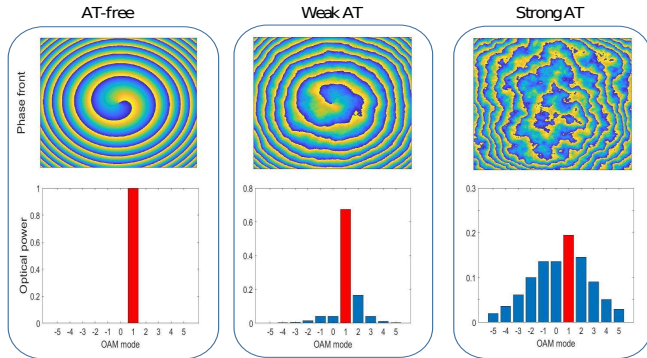 AT-free
Weak AT
Strong AT
Phase front
Optical power
1
0.8
0.6
0.4
0.2
0
-5 -4 -3 -2 -1 0 1 2 3 4 5
OAM mode
0.8
0.6
0.4
0.2
0
-5 -4 -3 -2 -1 0 1 2 3 4 5
OAM mode
0.3
0.2
0.1
0
-5 -4 -3 -2 -1 0 1 2 3 4 5
OAM mode